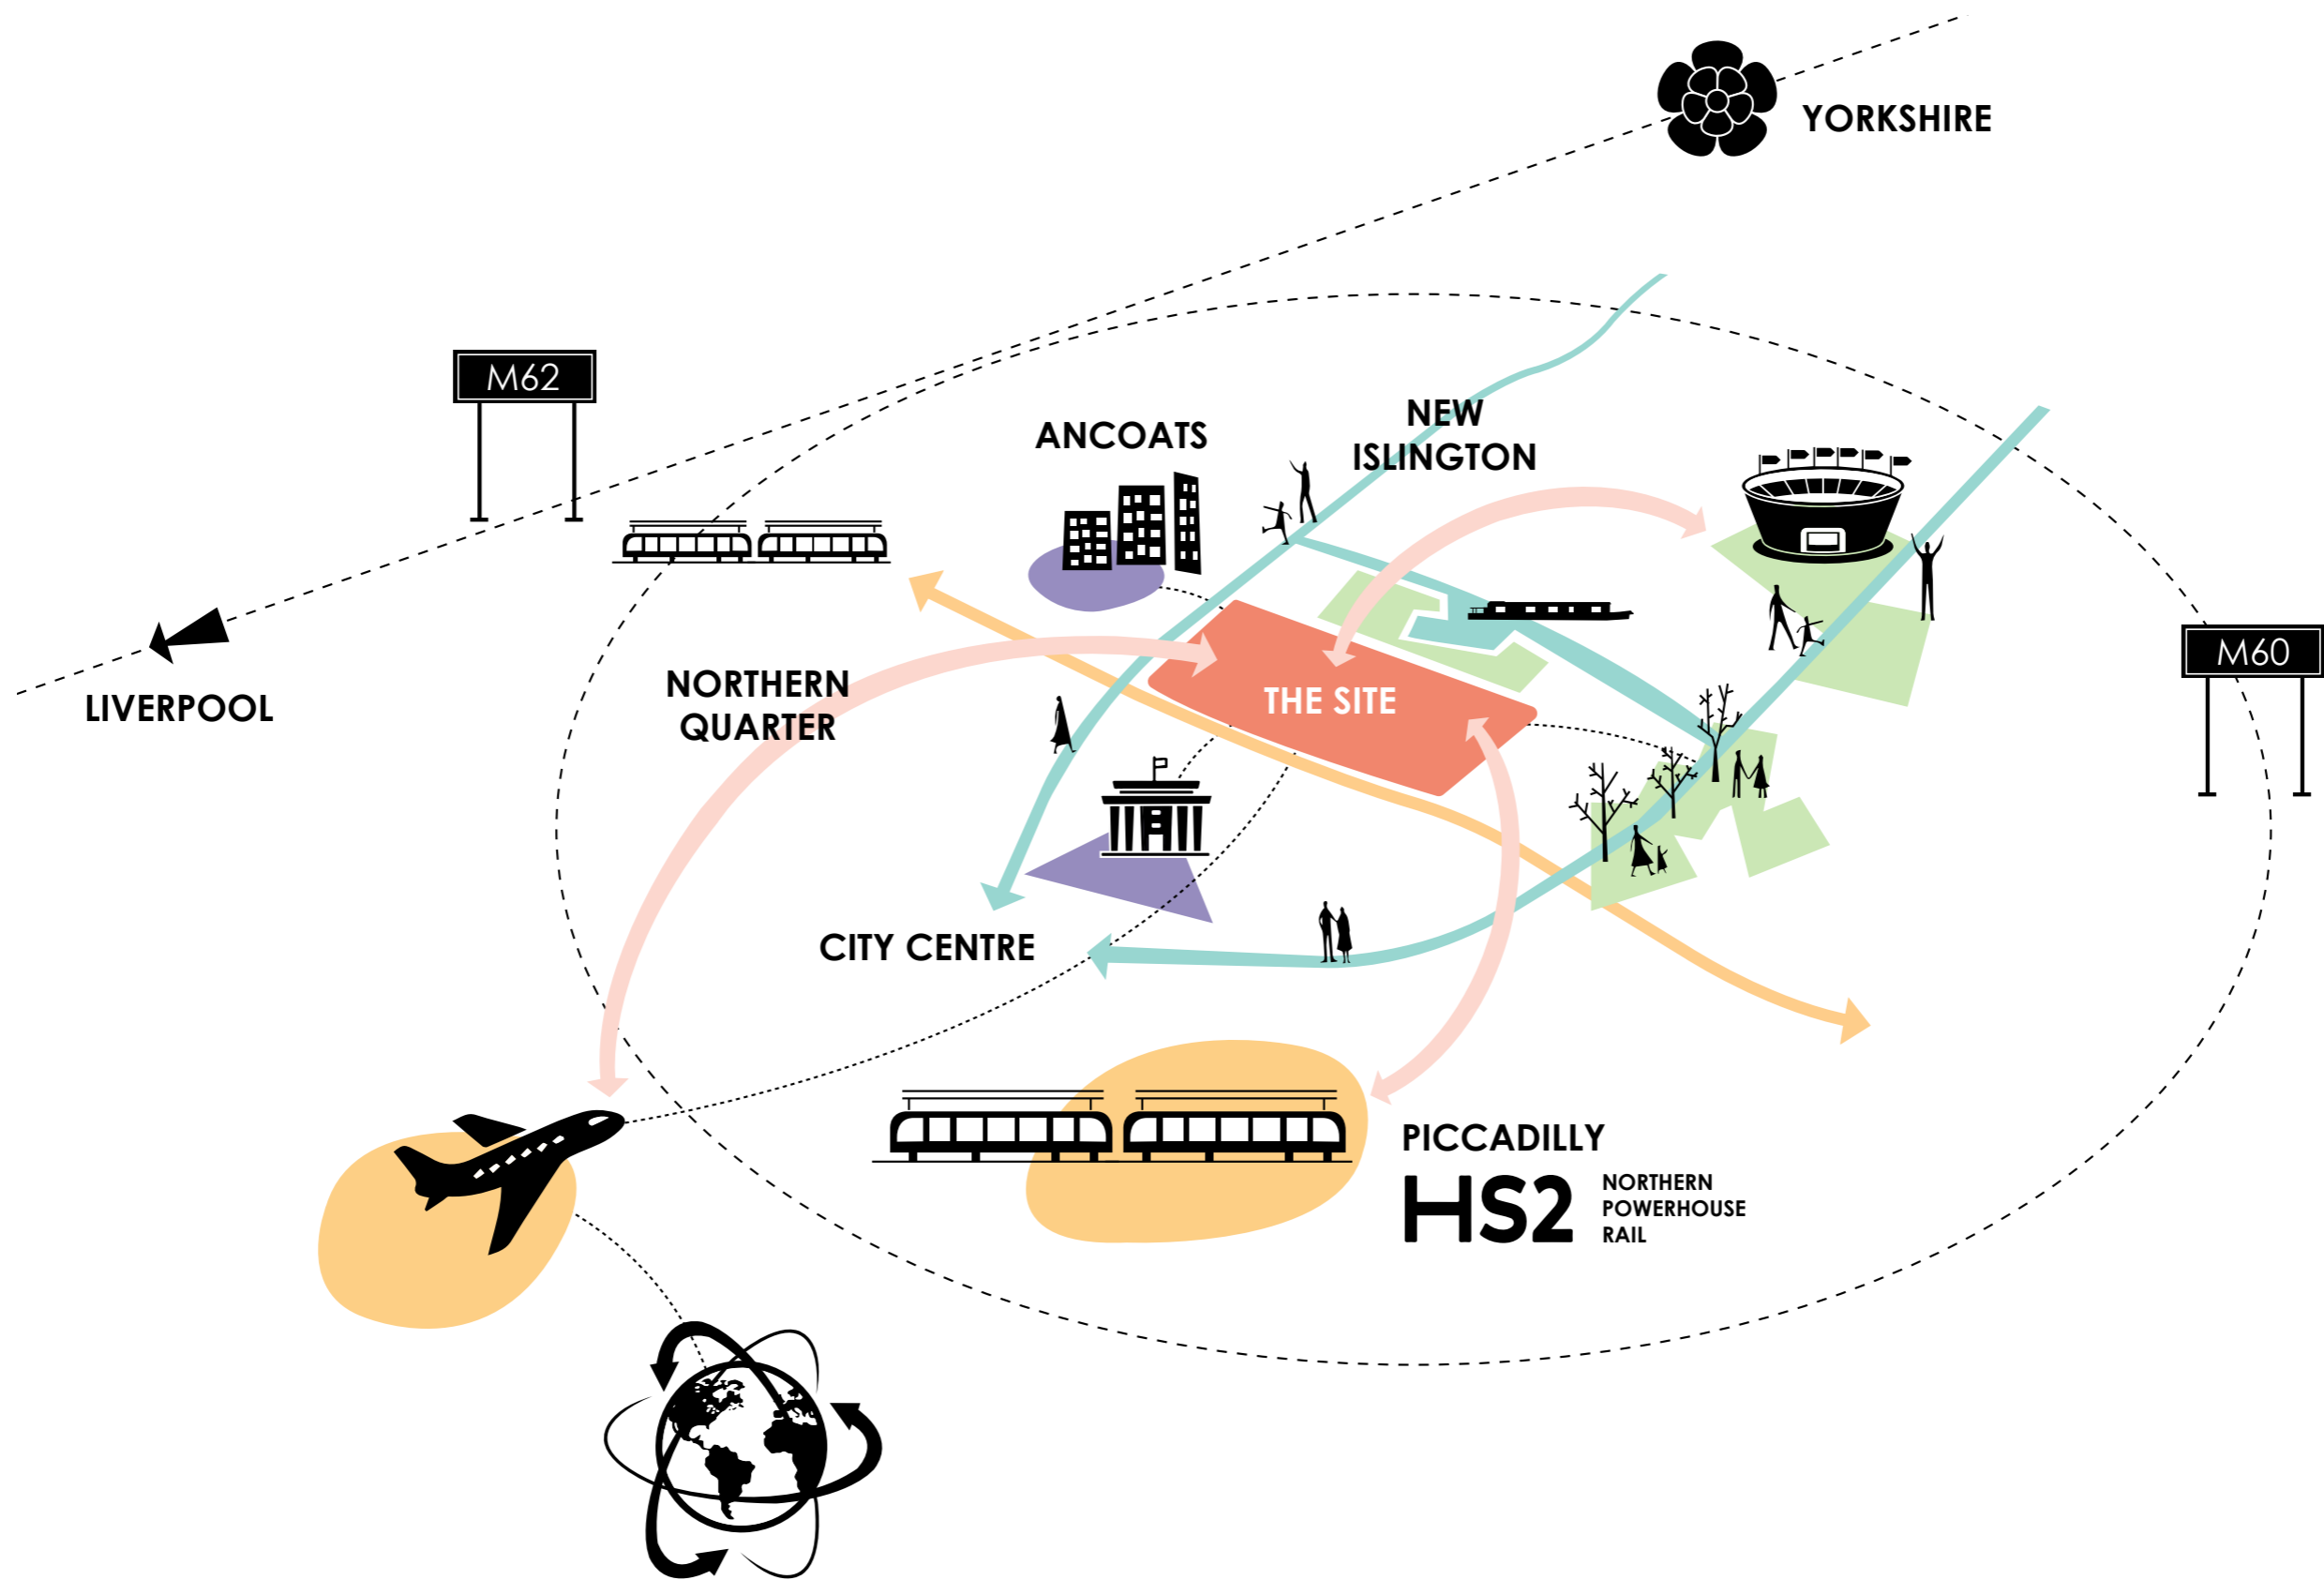 YORKSHIRE
M62
NEW
ISLINGTON
ANCOATS
M60
NORTHERN
QUARTER
THE SITE
LIVERPOOL
CITY CENTRE
PICCADILLY
HS2
NORTHERN
POWERHOUSE
RAIL